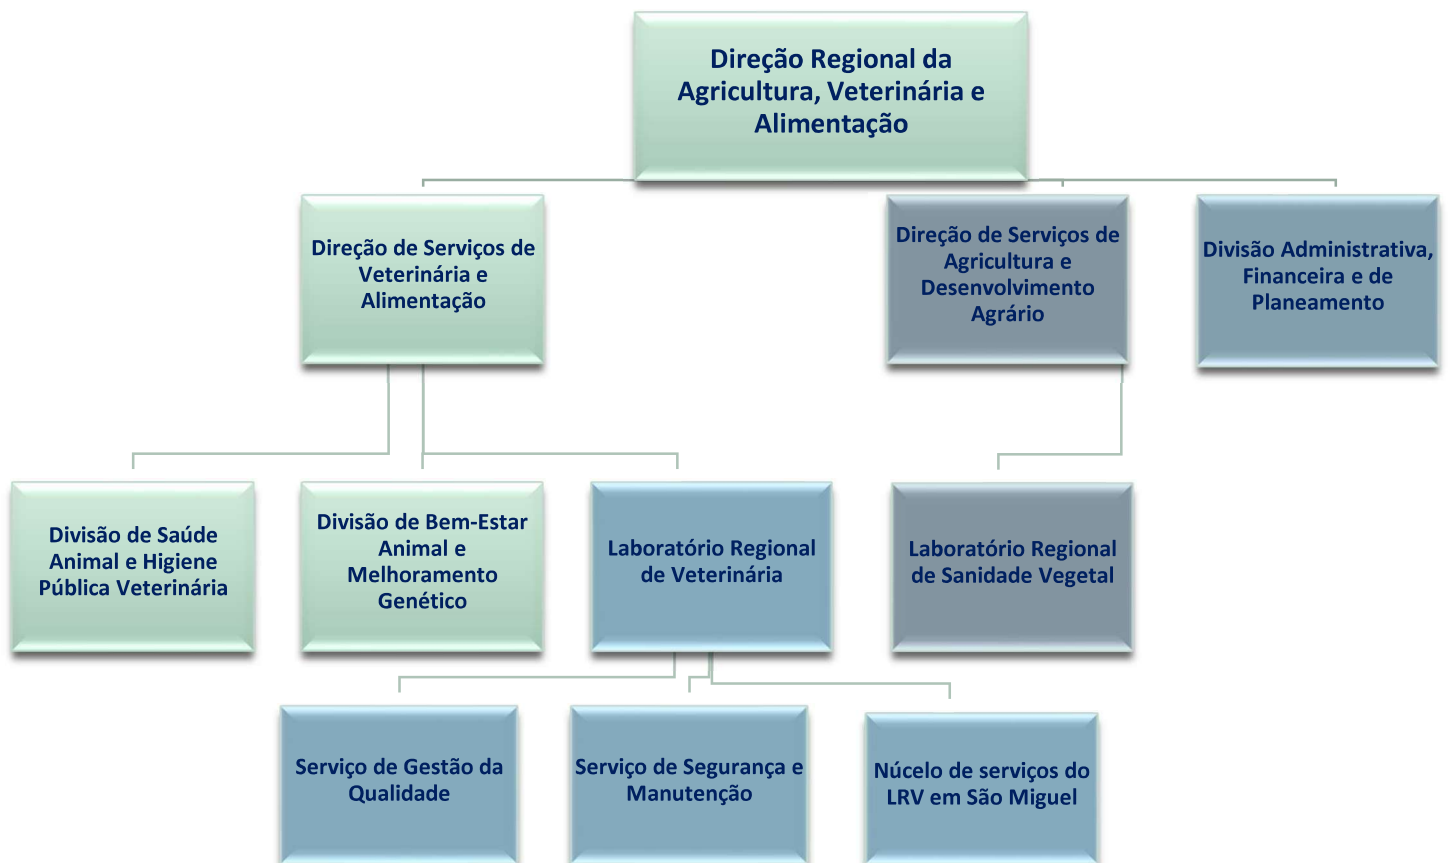 Direção Regional da
Agricultura, Veterinária e
Alimentação
Direção de Serviços de
Veterinária e
Alimentação
Direção de Serviços de
Agricultura e
Desenvolvimento
Agrário
Divisão Administrativa,
Financeira e de
Planeamento
Divisão de Saúde
Animal e Higiene
Pública Veterinária
Divisão de Bem-Estar
Animal e
Melhoramento
Genético
Laboratório Regional
de Veterinária
Laboratório Regional
de Sanidade Vegetal
Serviço de Gestão da
Qualidade
Serviço de Segurança e
Manutenção
Núcelo de serviços do
LRV em São Miguel